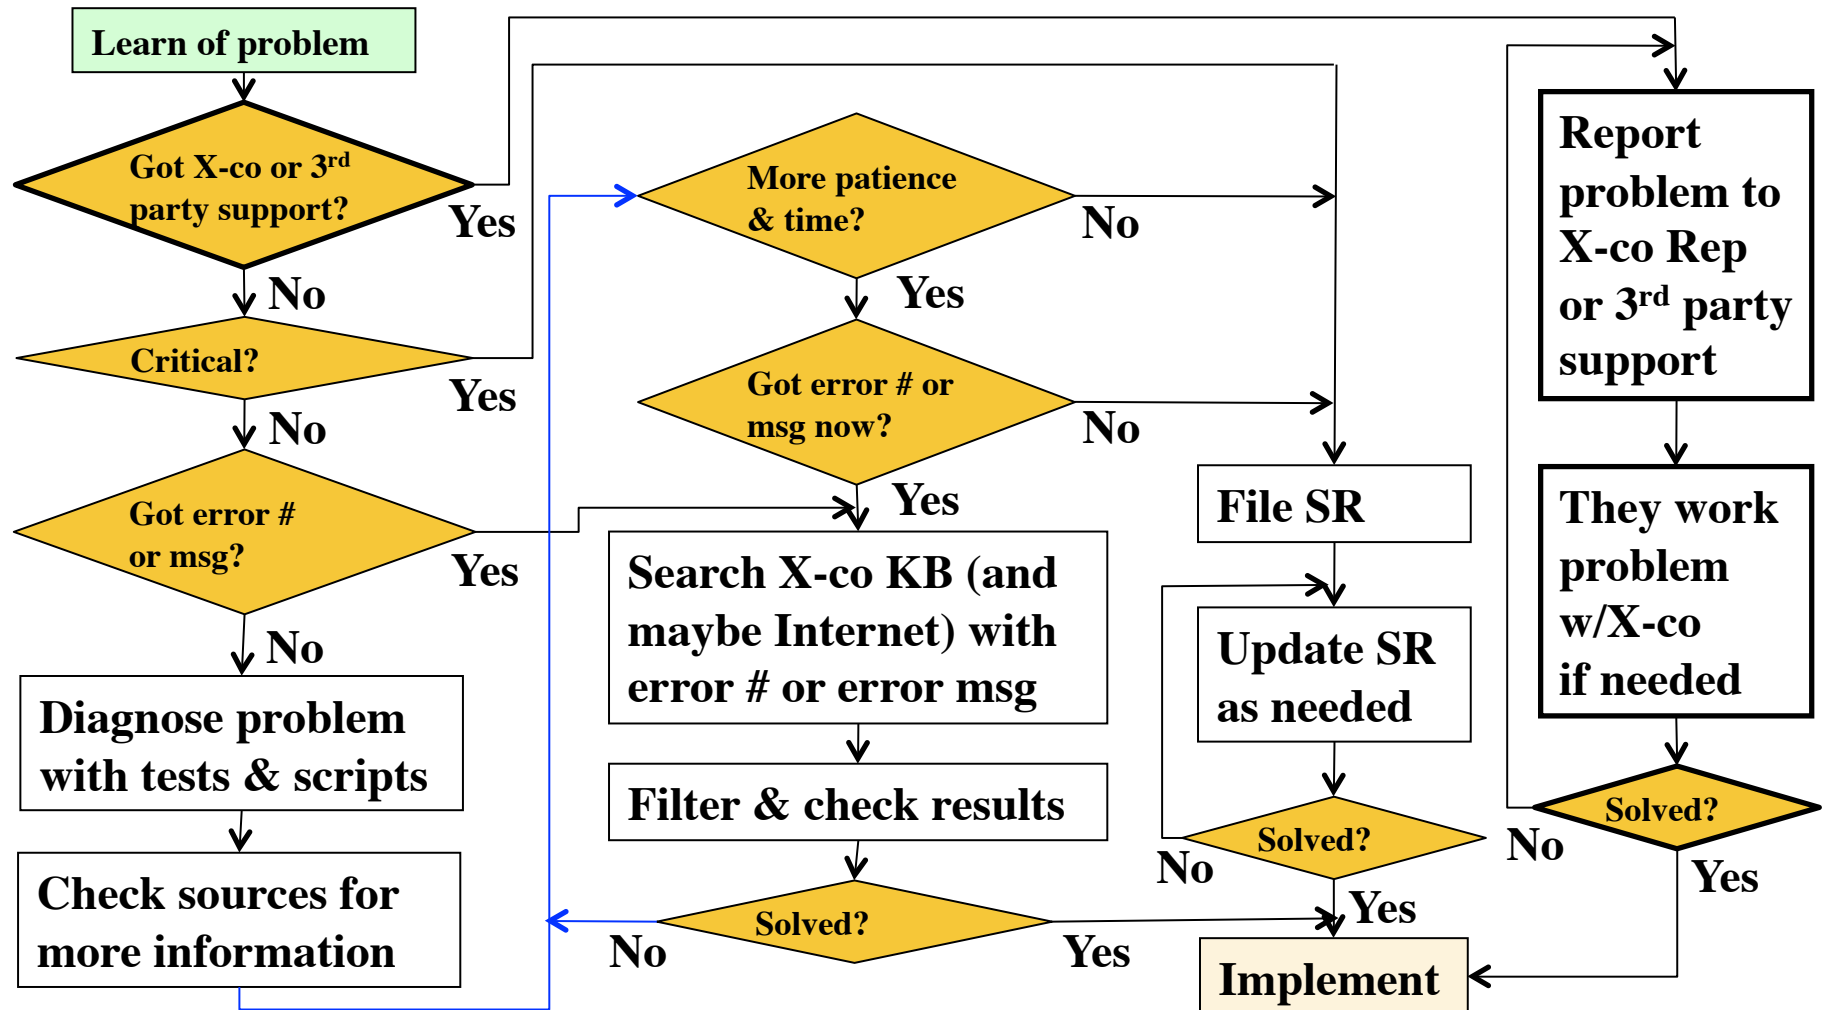 Learn of problem
Got X-co or 3rd
party support?
Yes
No
Critical?
Yes
No
Got error #
or msg?
Yes
No
Diagnose problem
with tests & scripts
Check sources for
more information
More patience
& time?
No
Yes
Got error # or
msg now?
No
Yes
Search X-co KB (and
maybe Internet) with
error # or error msg
Filter & check results
Solved?
No
Yes
File SR
Update SR
as needed
Solved?
No
Yes
Implement
Report
problem to
X-co Rep
or 3rd party
support
They work
problem
w/X-co
if needed
Solved?
No
Yes